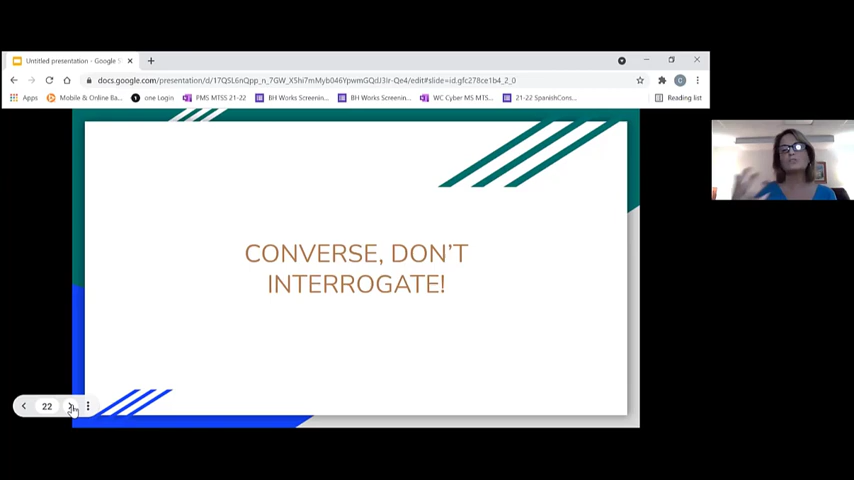 Untitled presentation - Google S
docs.google.com/presentation/d/17QSL6nQpp_n_7GW_X5hi7mMyb046YpwmGQdJ3Ir-Qe4/edit#slide=id.gfc278ce1b4_2_0
Apps Mobile & Online Ba... one Login PMS MTSS 21-22 BH Works Screenin... BH Works Screenin... WC Cyber MS MTS... 21-22 SpanishCons... Reading list
CONVERSE, DON'T
INTERROGATE!
22